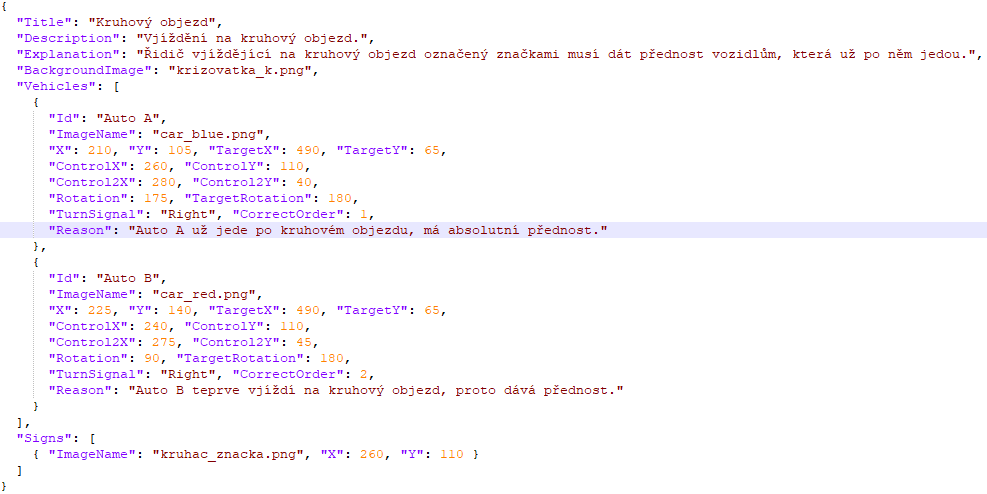 {
  "Title": "Kruhový objezd",
  "Description": "Vjíždění na kruhový objezd.",
  "Explanation": "Řidič vjíždějící na kruhový objezd označený značkami musí dát přednost vozidlům, která už po něm jedou.",
  "BackgroundImage": "krizovatka_k.png",
  "Vehicles": [
    {
      "Id": "Auto A",
      "ImageName": "car_blue.png",
      "X": 210, "Y": 105, "TargetX": 490, "TargetY": 65,
      "ControlX": 260, "ControlY": 110,
      "Control2X": 280, "Control2Y": 40,
      "Rotation": 175, "TargetRotation": 180,
      "TurnSignal": "Right", "CorrectOrder": 1,
      "Reason": "Auto A už jede po kruhovém objezdu, má absolutní přednost."
    },
    {
      "Id": "Auto B",
      "ImageName": "car_red.png",
      "X": 225, "Y": 140, "TargetX": 490, "TargetY": 65,
      "ControlX": 240, "ControlY": 110,
      "Control2X": 275, "Control2Y": 45,
      "Rotation": 90, "TargetRotation": 180,
      "TurnSignal": "Right", "CorrectOrder": 2,
      "Reason": "Auto B teprve vjíždí na kruhový objezd, proto dává přednost."
    }
  ],
  "Signs": [
    { "ImageName": "kruhac_znacka.png", "X": 260, "Y": 110 }
  ]
}